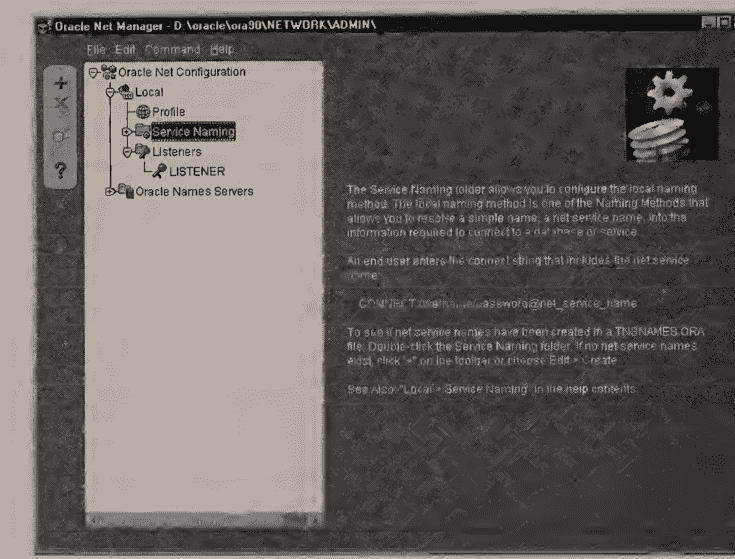 Oracle Net Manager - D:\oracle\ora90\NETWORK\ADMIN\
File Edit Command Help
Oracle Net Configuration
Local
Profile
Service Naming
Listeners
LISTENER
Oracle Names Servers
The Service Naming folder allows you to configure the local naming
method. The local naming method is one of the Naming Methods that
allows you to resolve a simple name, a net service name, into the
information required to connect to a database or service.
An end user enters the connect string that includes the net service
name:
CONNECT username/password@net_service_name
To see if net service names have been created in a TNSNAMES.ORA
file: Double-click the Service Naming folder. If no net service names
exist, click "+" on the toolbar or choose Edit > Create
See Also: "Local > Service Naming" in the help contents